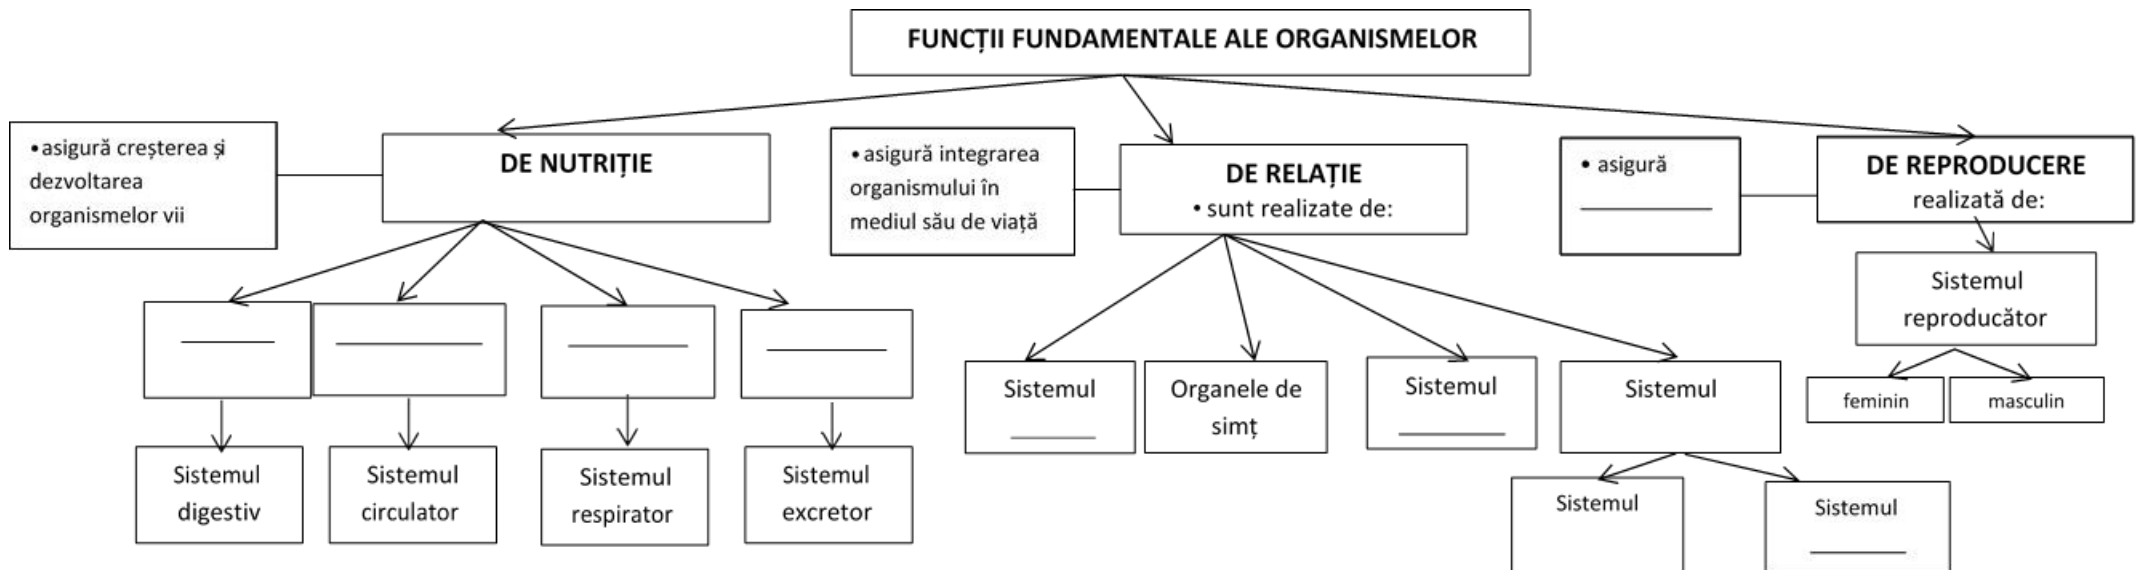 FUNCȚII FUNDAMENTALE ALE ORGANISMELOR
•asigură creșterea și
dezvoltarea
organismelor vii
DE NUTRIȚIE
• asigură integrarea
organismului în
mediul său de viață
DE RELAȚIE
• sunt realizate de:
• asigură
DE REPRODUCERE
realizată de:
Sistemul
digestiv
Sistemul
circulator
Sistemul
respirator
Sistemul
excretor
Sistemul
Organele de
simț
Sistemul
Sistemul
Sistemul
Sistemul
Sistemul
reproducător
feminin
masculin